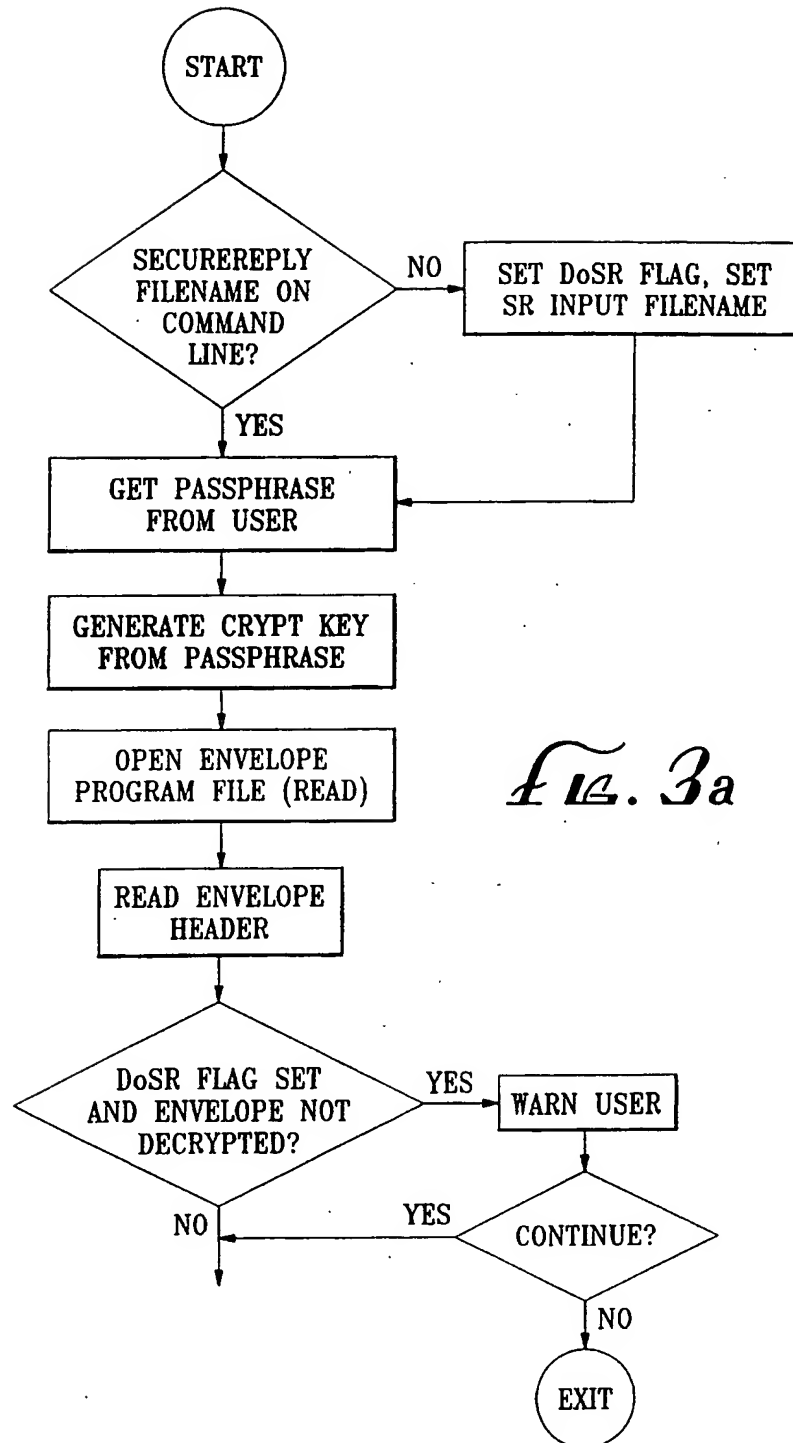 START
SECUREREPLY
FILENAME ON
COMMAND
LINE?
NO
SET DoSR FLAG, SET
SR INPUT FILENAME
YES
GET PASSPHRASE
FROM USER
GENERATE CRYPT KEY
FROM PASSPHRASE
OPEN ENVELOPE
PROGRAM FILE (READ)
FIG. 3a
READ ENVELOPE
HEADER
DoSR FLAG SET
AND ENVELOPE NOT
DECRYPTED?
YES
WARN USER
NO
YES
CONTINUE?
NO
EXIT